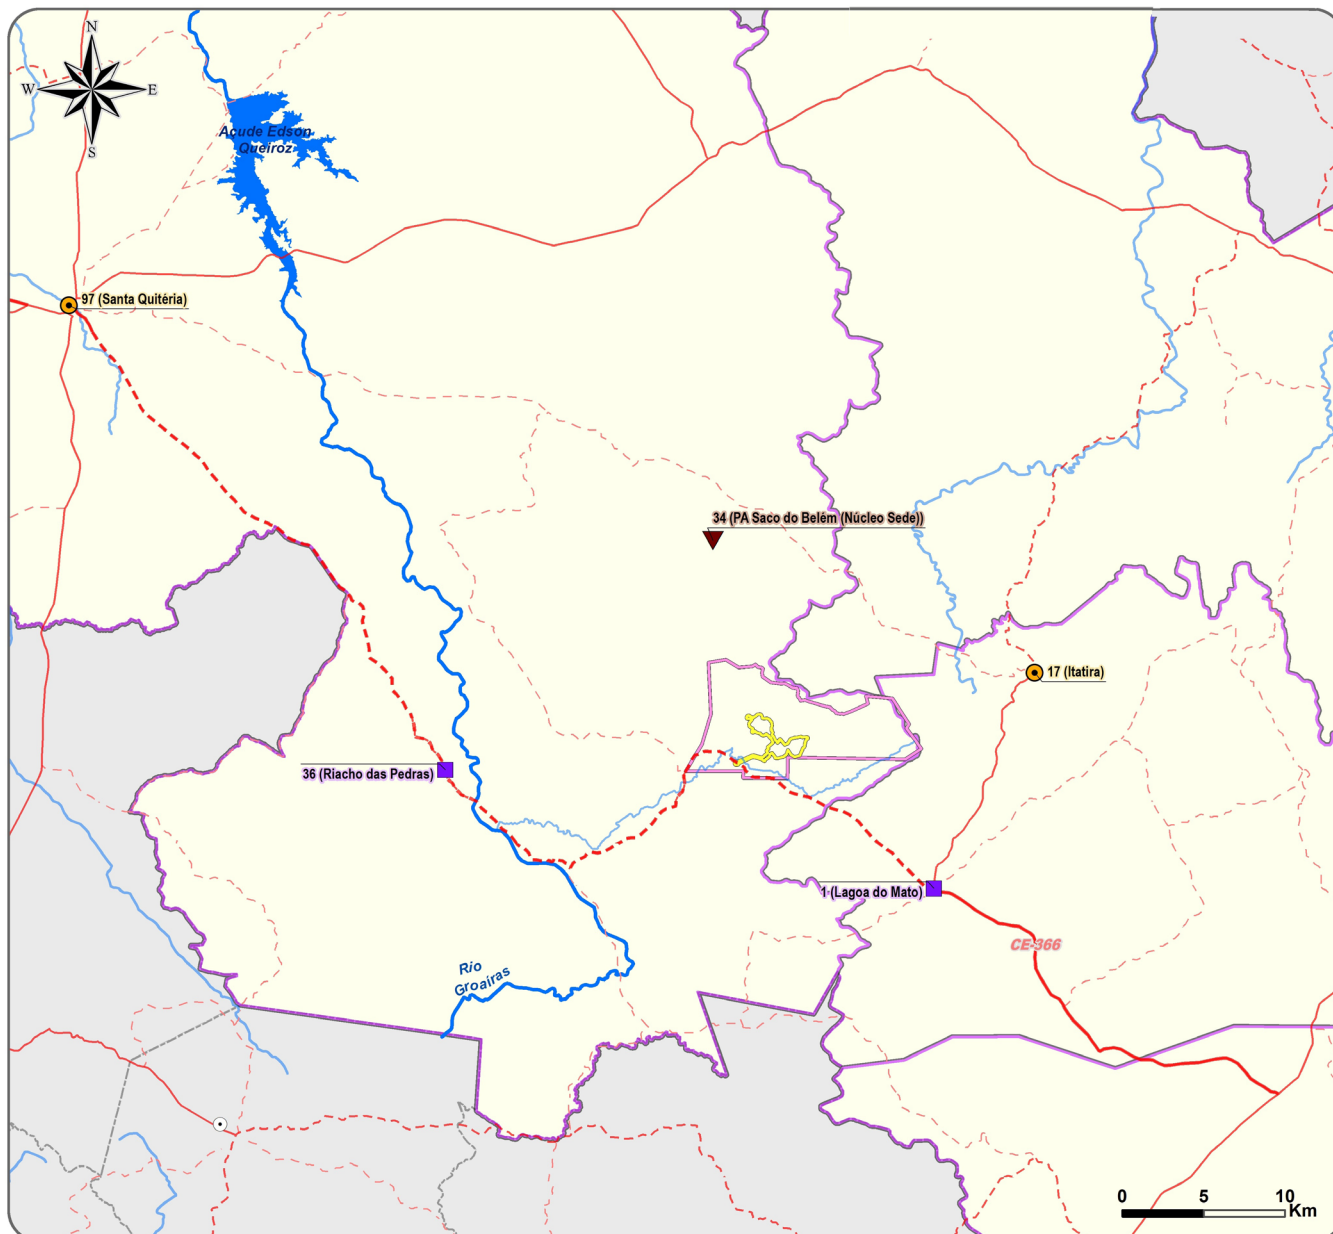 N
W
E
S
Açude Edson
Queiroz
97 (Santa Quitéria)
34 (PA Saco do Belém (Núcleo Sede))
17 (Itatira)
36 (Riacho das Pedras)
1 (Lagoa do Mato)
CE-366
Rio
Groaíras
0 5 10
Km